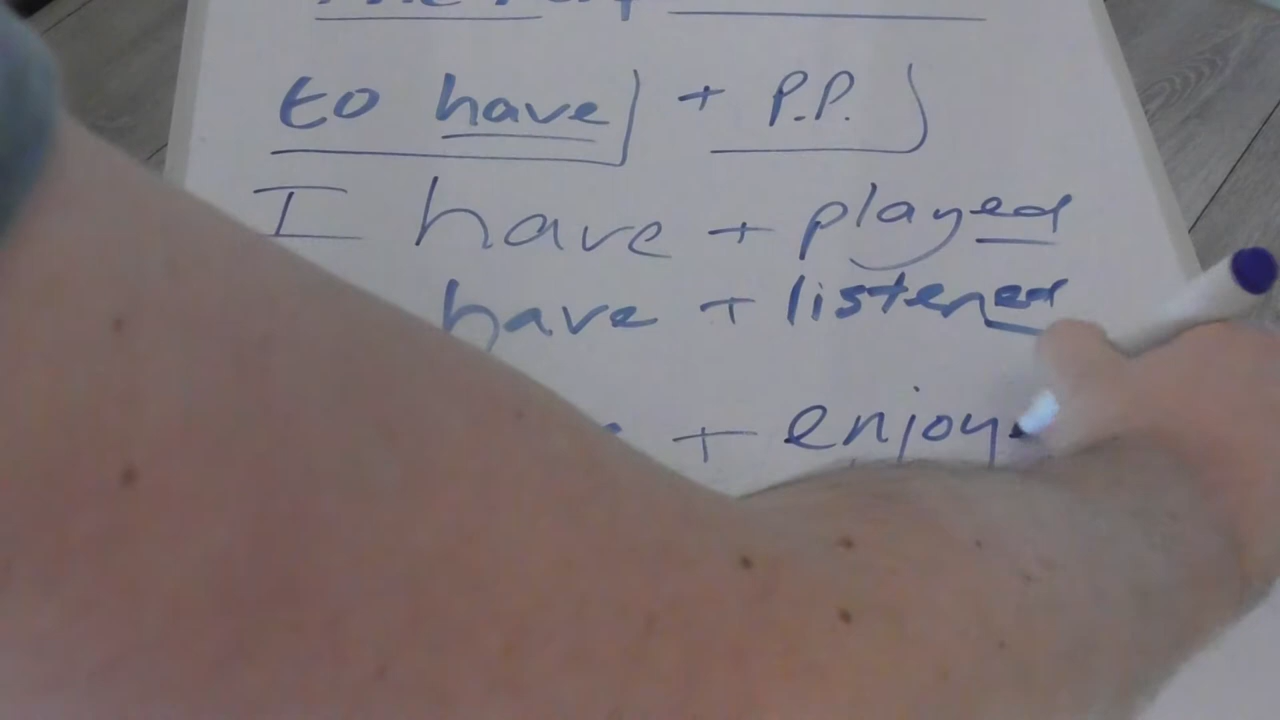 to have + P.P.
I have + played
have + listened
+ enjoy